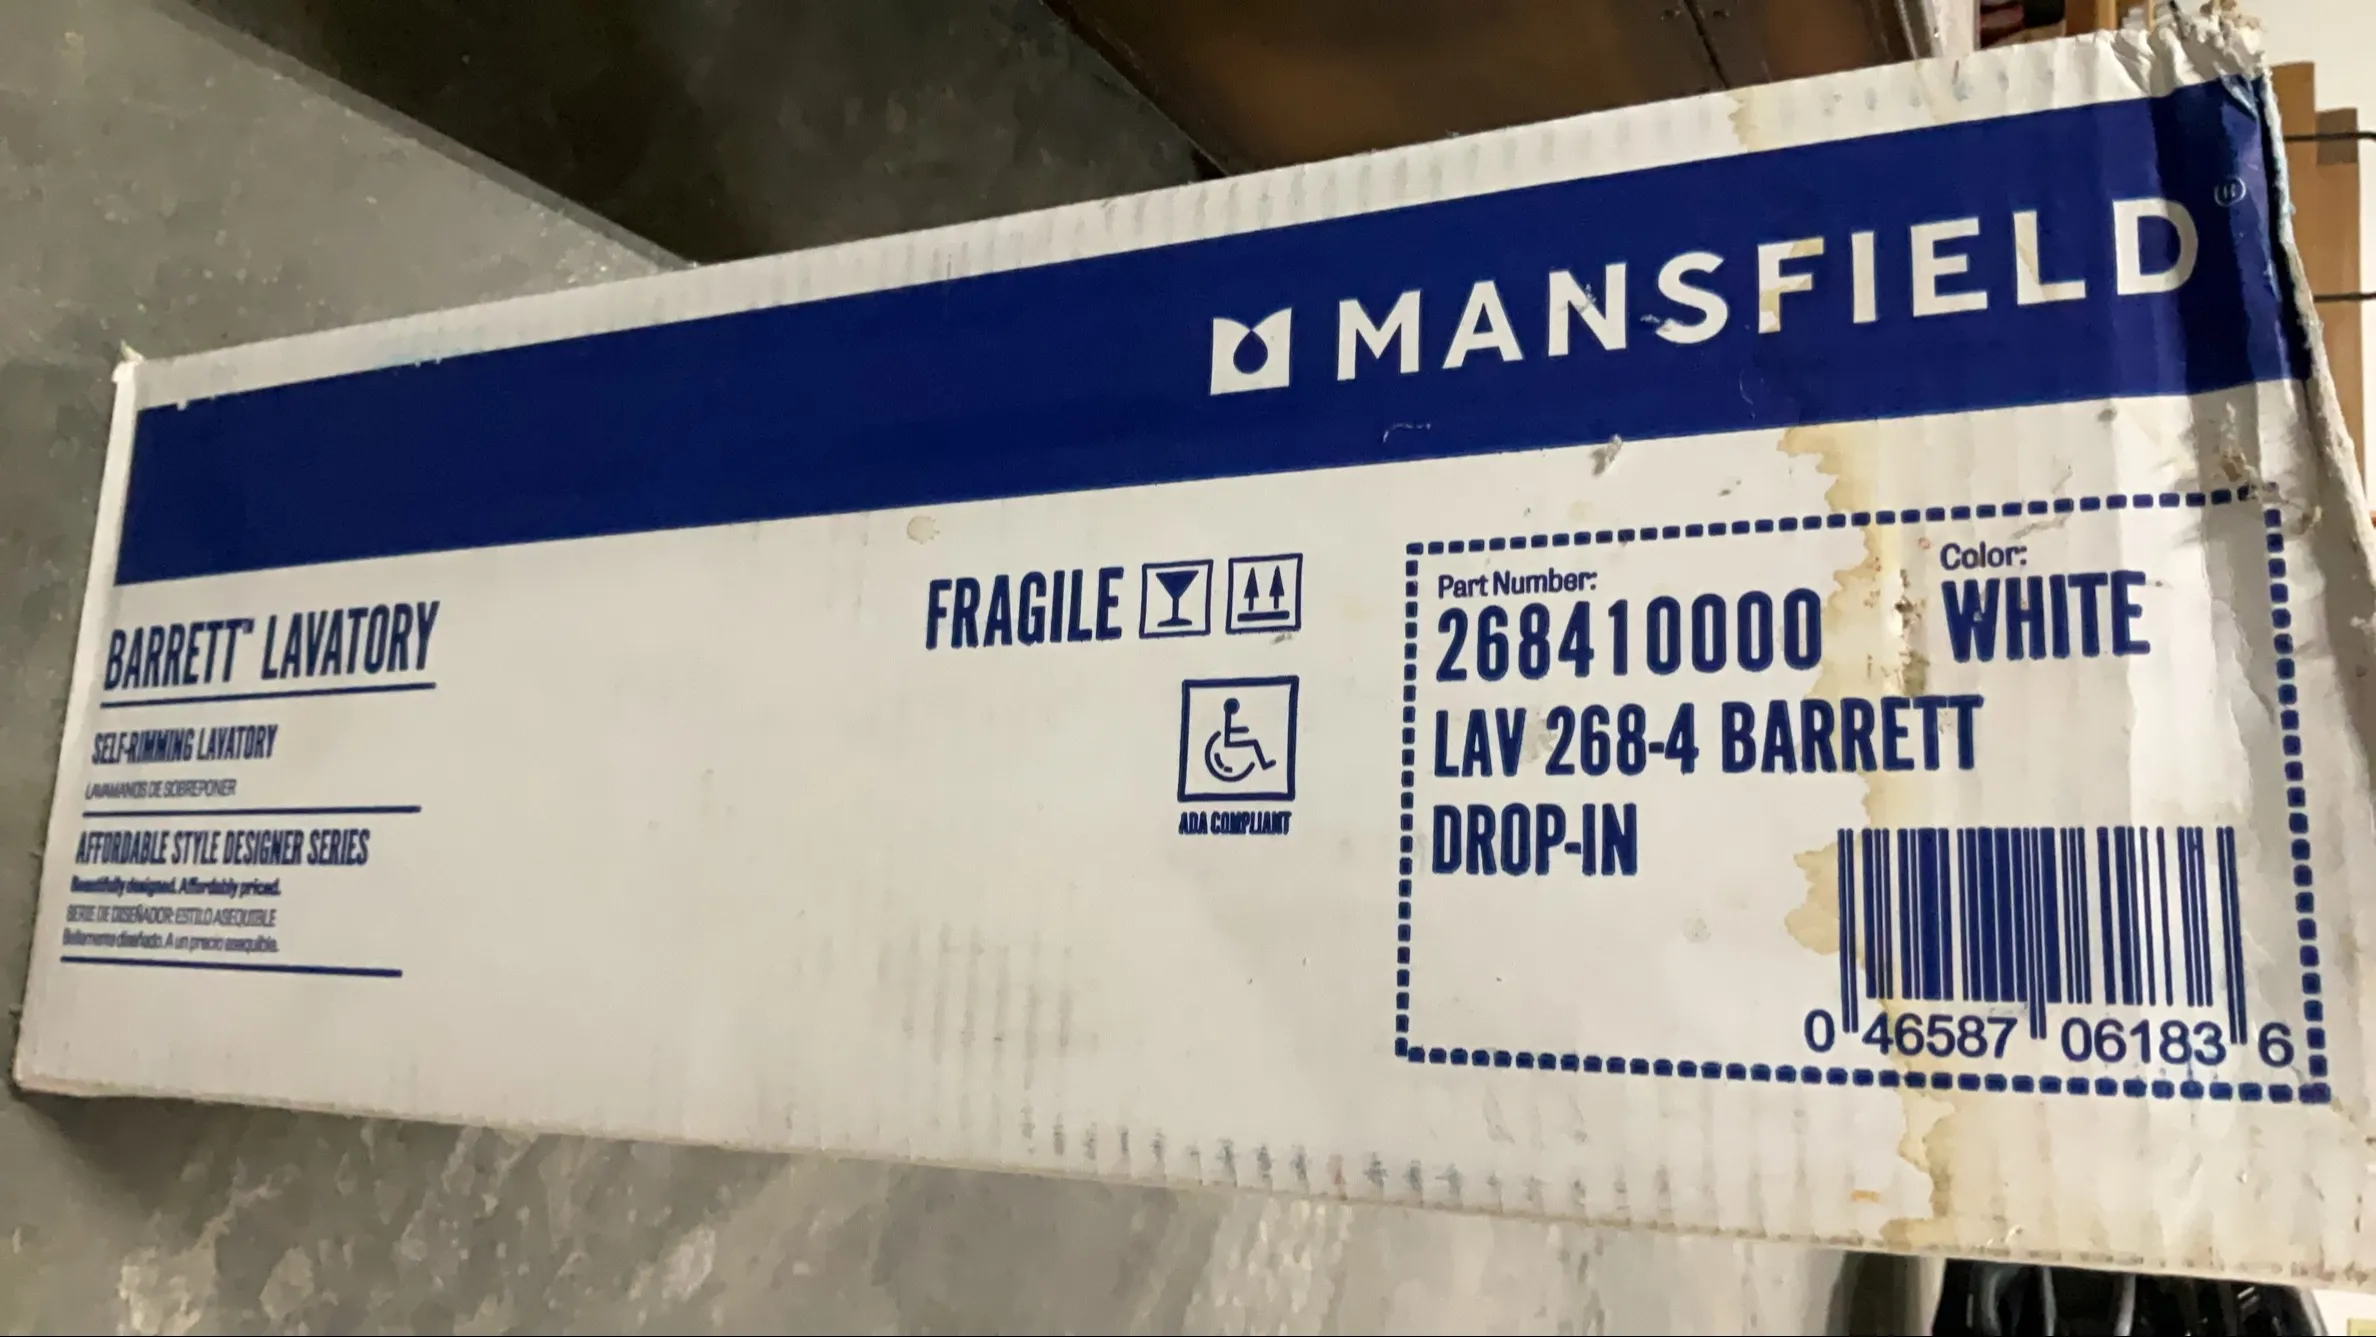 MANSFIELD®
BARRETT™ LAVATORY
SELF-RIMMING LAVATORY
LAVAMANOS DE SOBREPONER
AFFORDABLE STYLE DESIGNER SERIES
Beautifully designed. Affordably priced.
SERIE DE DISEÑADOR ESTILO ASEQUIBLE
Bellamente diseñado. A un precio asequible.
FRAGILE
ADA COMPLIANT
Part Number:
268410000
Color:
WHITE
LAV 268-4 BARRETT
DROP-IN
0 46587 06183 6